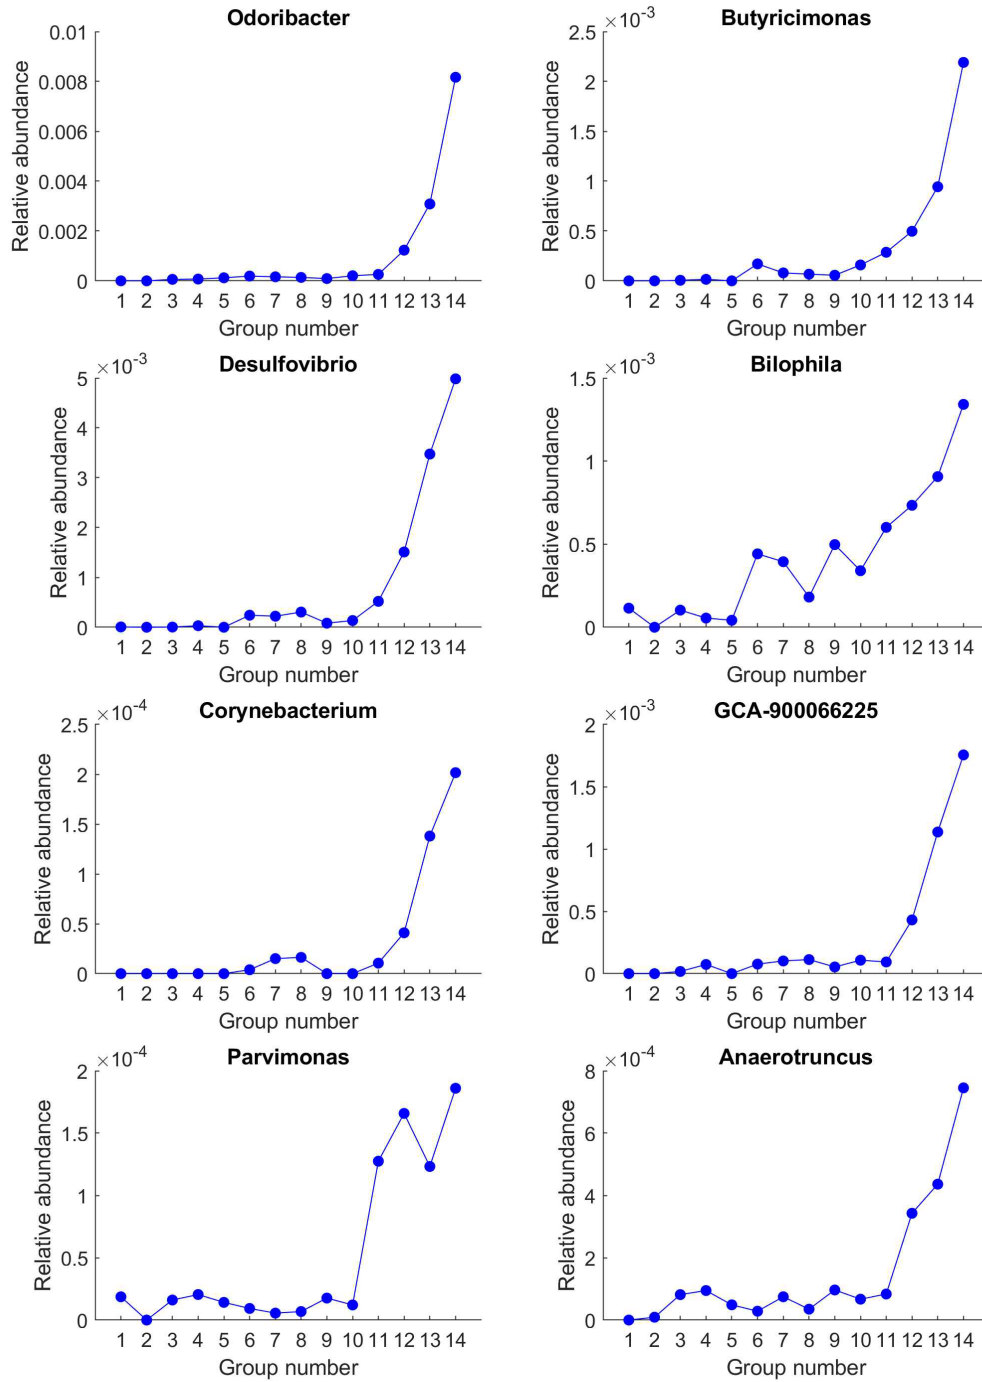 Odoribacter
Relative abundance
0.01
0.008
0.006
0.004
0.002
0
1 2 3 4 5 6 7 8 9 10 11 12 13 14
Group number
Butyricimonas
×10-3
Relative abundance
2.5
2
1.5
1
0.5
0
1 2 3 4 5 6 7 8 9 10 11 12 13 14
Group number
Desulfovibrio
×10-3
Relative abundance
5
4
3
2
1
0
1 2 3 4 5 6 7 8 9 10 11 12 13 14
Group number
Bilophila
×10-3
Relative abundance
1.5
1
0.5
0
1 2 3 4 5 6 7 8 9 10 11 12 13 14
Group number
Corynebacterium
×10-4
Relative abundance
2.5
2
1.5
1
0.5
0
1 2 3 4 5 6 7 8 9 10 11 12 13 14
Group number
GCA-900066225
×10-3
Relative abundance
2
1.5
1
0.5
0
1 2 3 4 5 6 7 8 9 10 11 12 13 14
Group number
Parvimonas
×10-4
Relative abundance
2
1.5
1
0.5
0
1 2 3 4 5 6 7 8 9 10 11 12 13 14
Group number
Anaerotruncus
×10-4
Relative abundance
8
6
4
2
0
1 2 3 4 5 6 7 8 9 10 11 12 13 14
Group number